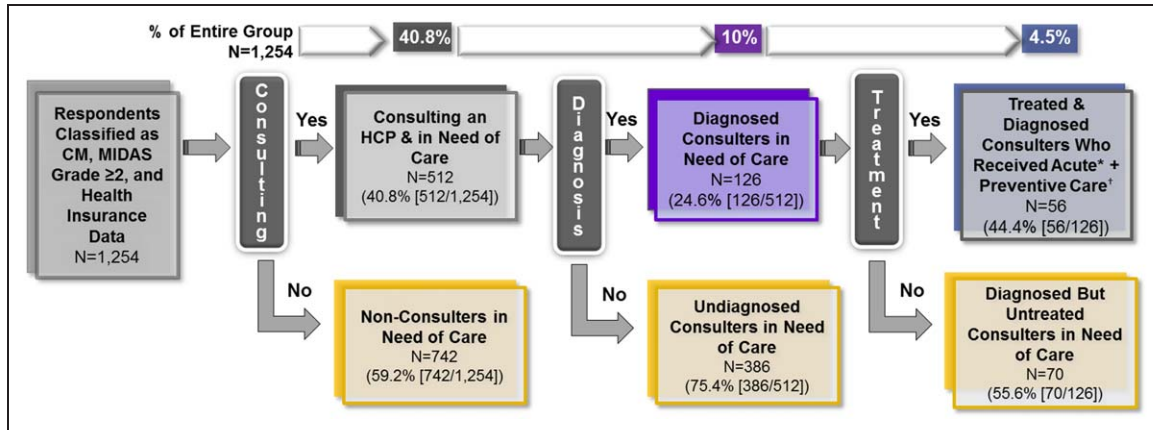 % of Entire Group
N=1,254
40.8%
10%
4.5%
Respondents
Classified as
CM, MIDAS
Grade ≥2, and
Health
Insurance
Data
N=1,254
Consulting
Yes
Consulting an
HCP & in Need of
Care
N=512
(40.8% [512/1,254])
Diagnosis
Yes
Diagnosed
Consulters in
Need of Care
N=126
(24.6% [126/512])
Treatment
Yes
Treated &
Diagnosed
Consulters Who
Received Acute* +
Preventive Care†
N=56
(44.4% [56/126])
No
Non-Consulters in
Need of Care
N=742
(59.2% [742/1,254])
No
Undiagnosed
Consulters in Need
of Care
N=386
(75.4% [386/512])
No
Diagnosed But
Untreated
Consulters in Need
of Care
N=70
(55.6% [70/126])